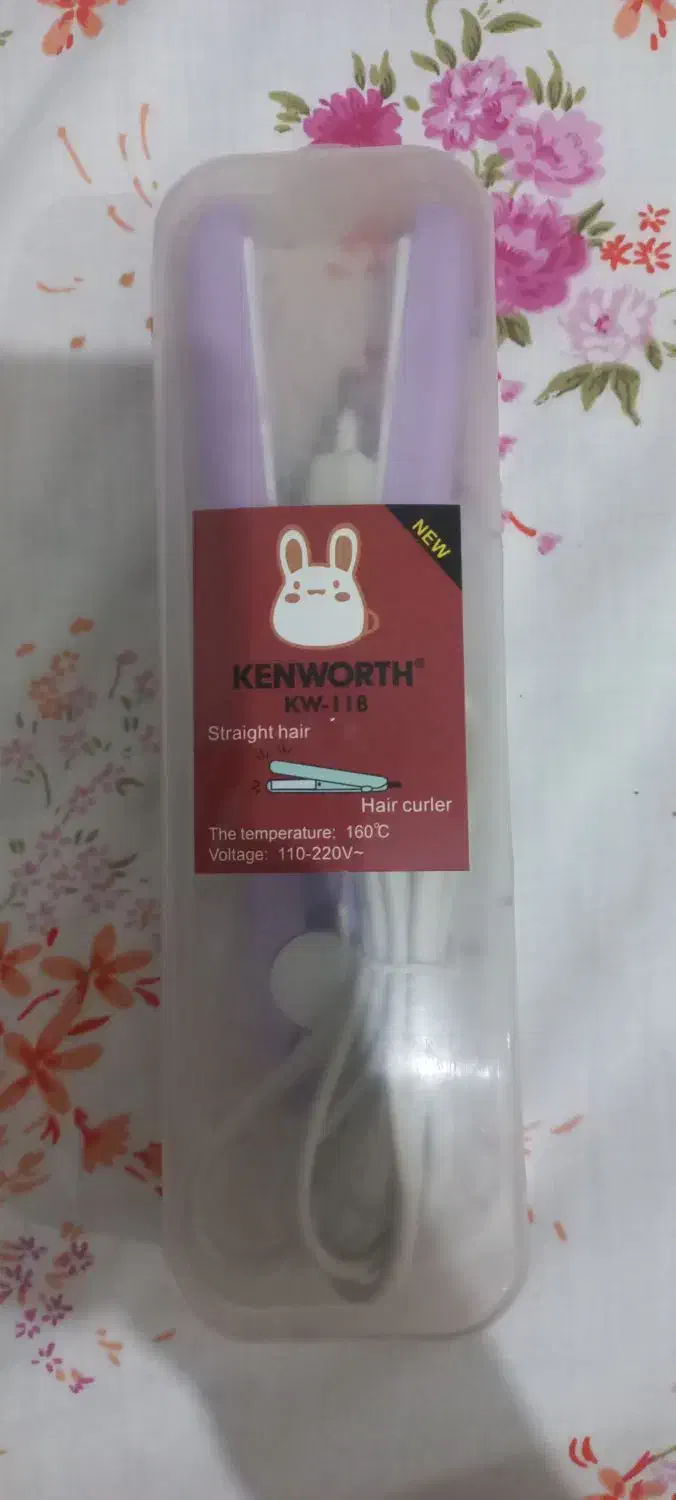 NEW
KENWORTH®
KW-118
Straight hair
Hair curler
The temperature: 160℃
Voltage: 110-220V~